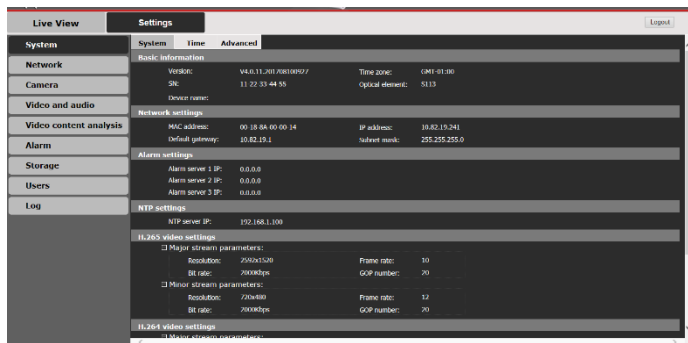 Live View Settings Logout
System
Network
Camera
Video and audio
Video content analysis
Alarm
Storage
Users
Log
System Time Advanced
Basic information
Version: V4.0.11.201708100927 Time zone: GMT-01:00
SN: 11-22-33-44-55 Optical element: S113
Device name:
Network settings
MAC address: 00-18-8A-00-00-14 IP address: 10.82.19.241
Default gateway: 10.82.19.1 Subnet mask: 255.255.255.0
Alarm settings
Alarm server 1 IP: 0.0.0.0
Alarm server 2 IP: 0.0.0.0
Alarm server 3 IP: 0.0.0.0
NTP settings
NTP server IP: 192.168.1.100
H.265 video settings
Major stream parameters:
Resolution: 2592x1520 Frame rate: 10
Bit rate: 2000Kbps GOP number: 20
Minor stream parameters:
Resolution: 720x480 Frame rate: 12
Bit rate: 2000Kbps GOP number: 20
H.264 video settings
Major stream parameters: